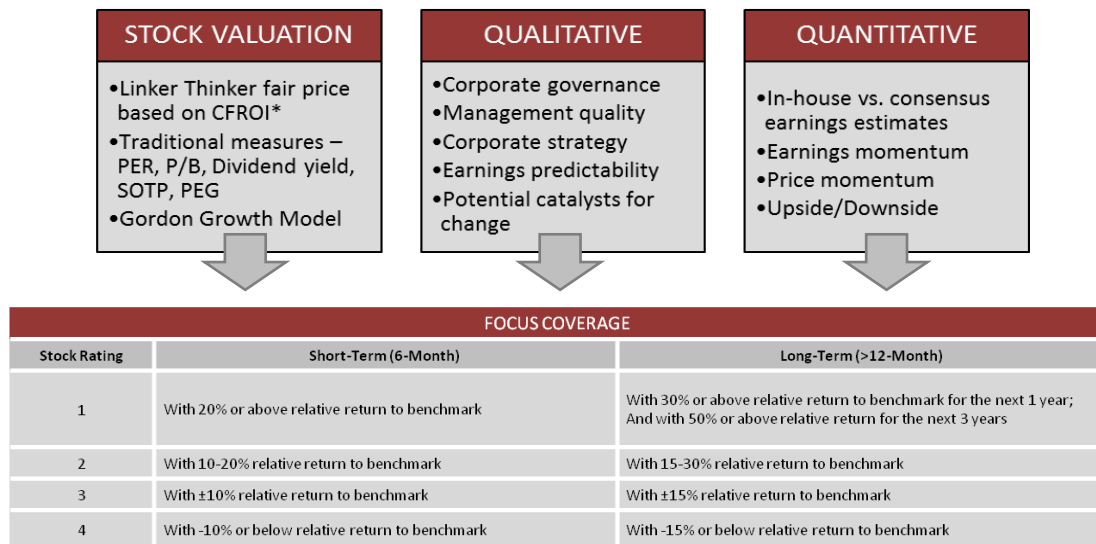 STOCK VALUATION
•Linker Thinker fair price
based on CFROI*
•Traditional measures –
PER, P/B, Dividend yield,
SOTP, PEG
•Gordon Growth Model
QUALITATIVE
•Corporate governance
•Management quality
•Corporate strategy
•Earnings predictability
•Potential catalysts for
change
QUANTITATIVE
•In-house vs. consensus
earnings estimates
•Earnings momentum
•Price momentum
•Upside/Downside
FOCUS COVERAGE
Stock Rating Short-Term (6-Month) Long-Term (>12-Month)
1 With 20% or above relative return to benchmark With 30% or above relative return to benchmark for the next 1 year;
And with 50% or above relative return for the next 3 years
2 With 10-20% relative return to benchmark With 15-30% relative return to benchmark
3 With ±10% relative return to benchmark With ±15% relative return to benchmark
4 With -10% or below relative return to benchmark With -15% or below relative return to benchmark